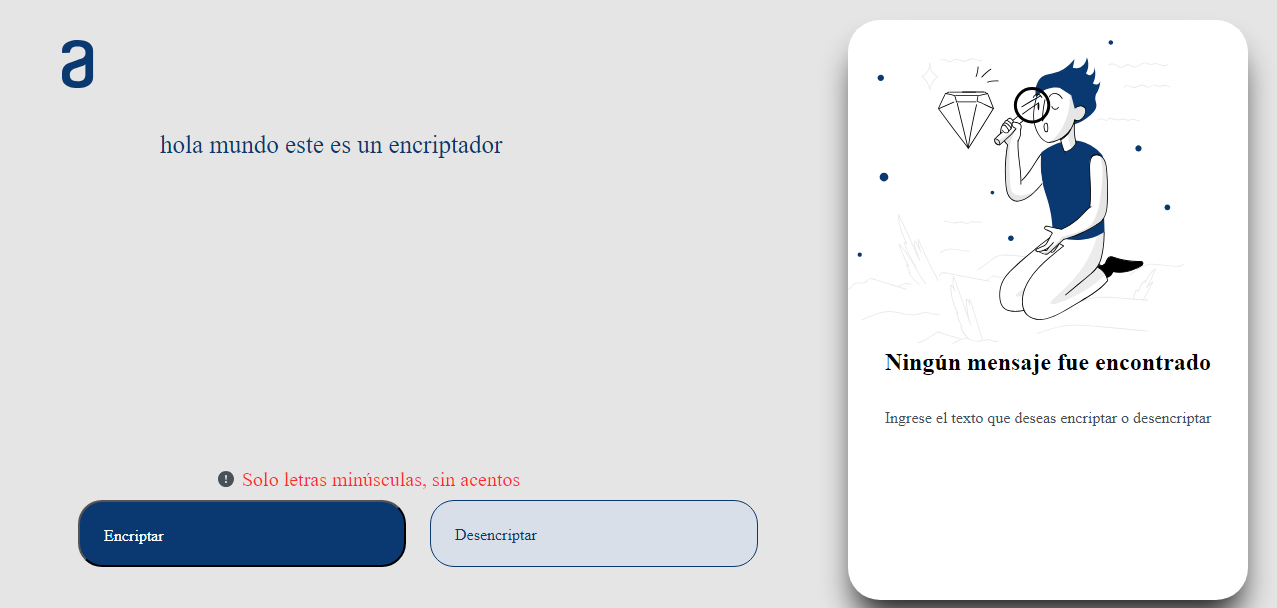 a
hola mundo este es un encriptador
Solo letras minúsculas, sin acentos
Encriptar
Desencriptar
Ningún mensaje fue encontrado
Ingrese el texto que deseas encriptar o desencriptar